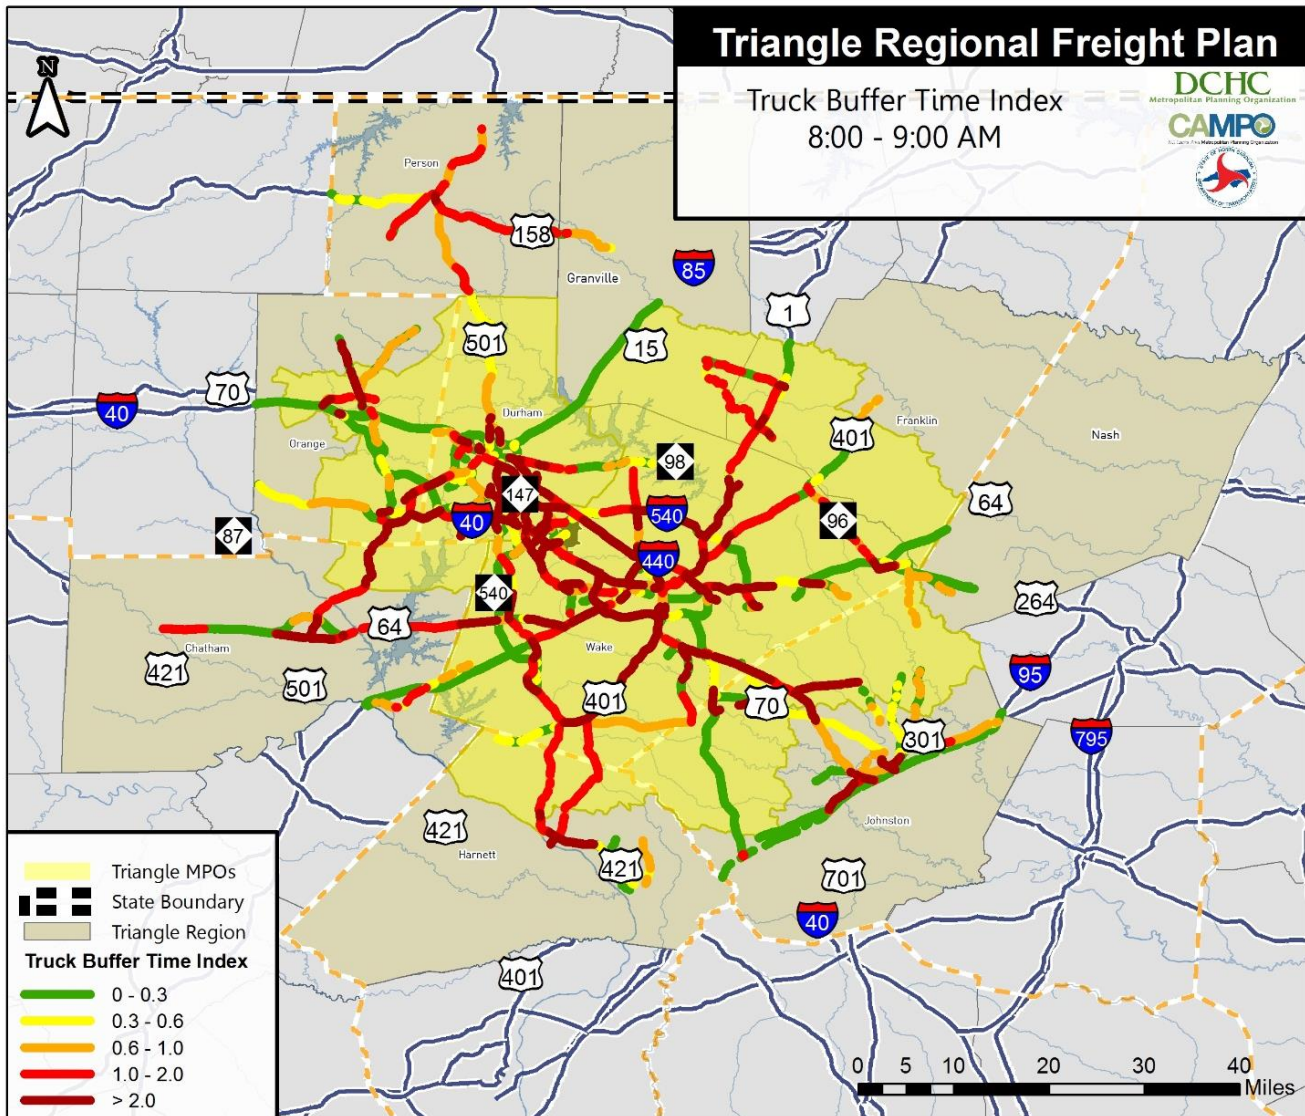 Triangle Regional Freight Plan
Truck Buffer Time Index
8:00 - 9:00 AM
DCHC
Metropolitan Planning Organization
CAMPO
N
Person
158
Granville
85
1
501
15
70
40
Durham
Franklin
401
Nash
Orange
98
64
147
40
540
96
87
440
540
264
64
Chatham
Wake
421
501
95
401
70
301
795
421
Johnston
Harnett
421
701
40
401
Triangle MPOs
State Boundary
Triangle Region
Truck Buffer Time Index
0 - 0.3
0.3 - 0.6
0.6 - 1.0
1.0 - 2.0
> 2.0
0 5 10 20 30 40
Miles